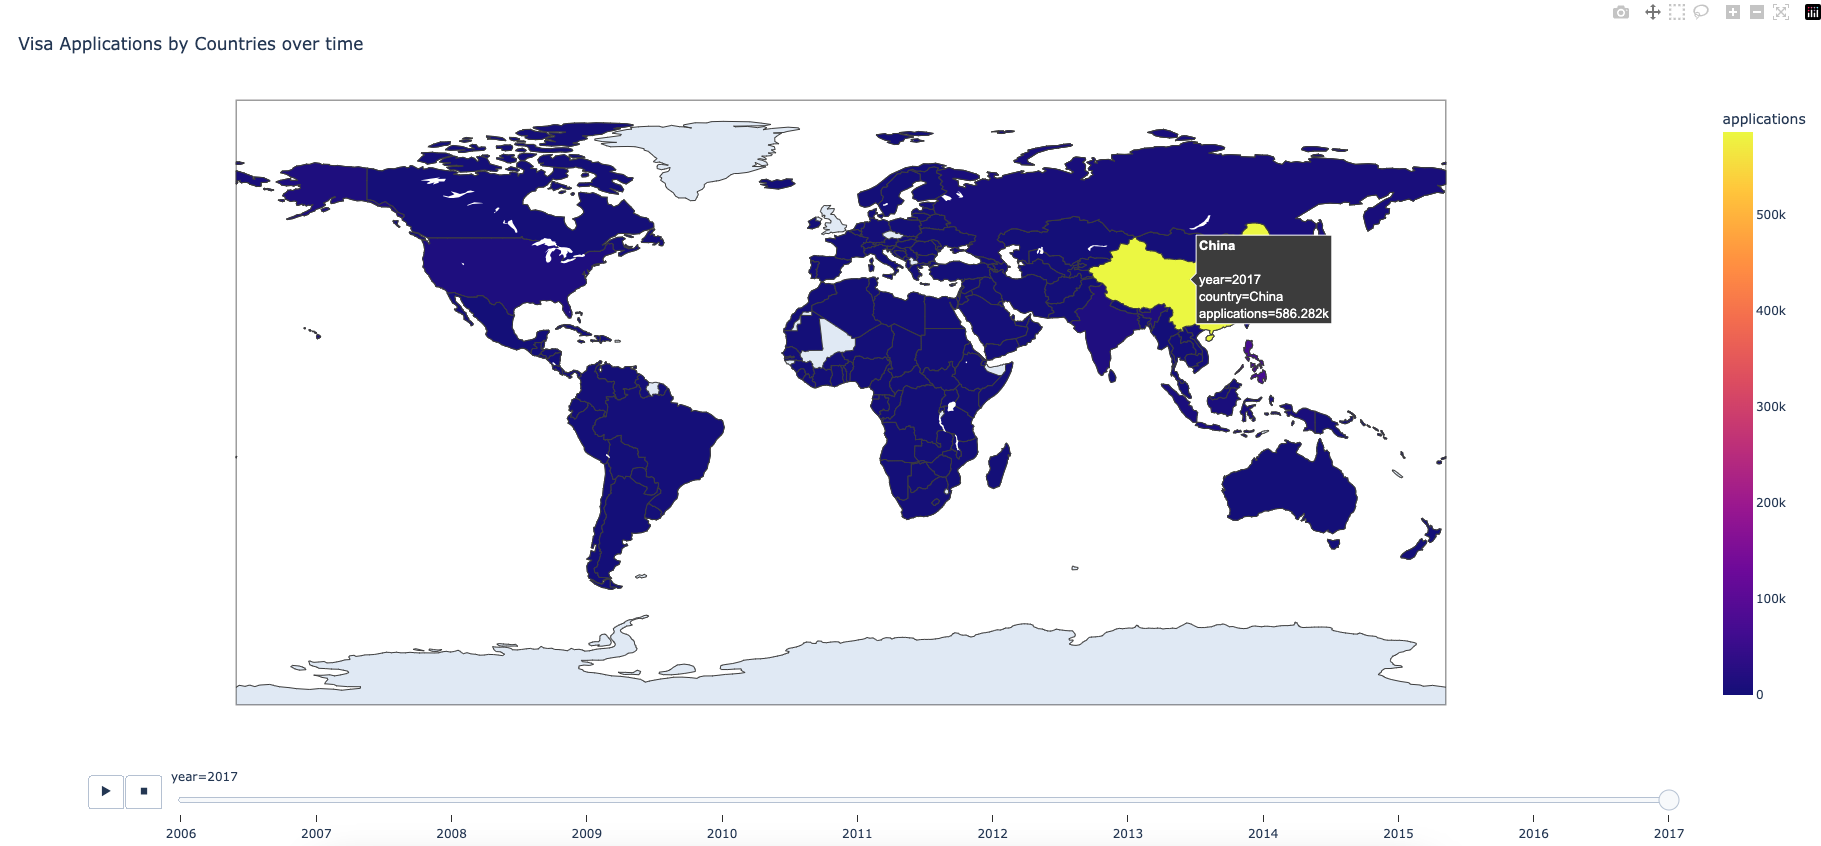 Visa Applications by Countries over time
applications
500k
400k
300k
200k
100k
0
China
year=2017
country=China
applications=586.282k
year=2017
2006
2007
2008
2009
2010
2011
2012
2013
2014
2015
2016
2017